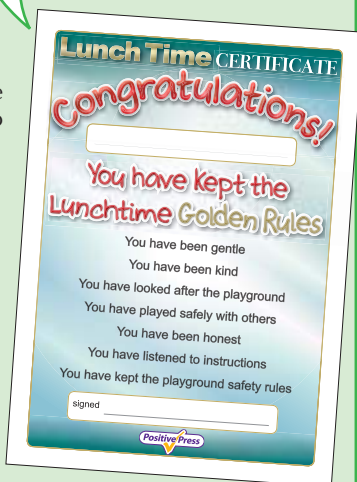 Lunch Time CERTIFICATE
Congratulations!
You have Kept the
Lunchtime Golden Rules
You have been gentle
You have been kind
You have looked after the playground
You have played safely with others
You have been honest
You have listened to instructions
You have kept the playground safety rules
signed
Positive Press